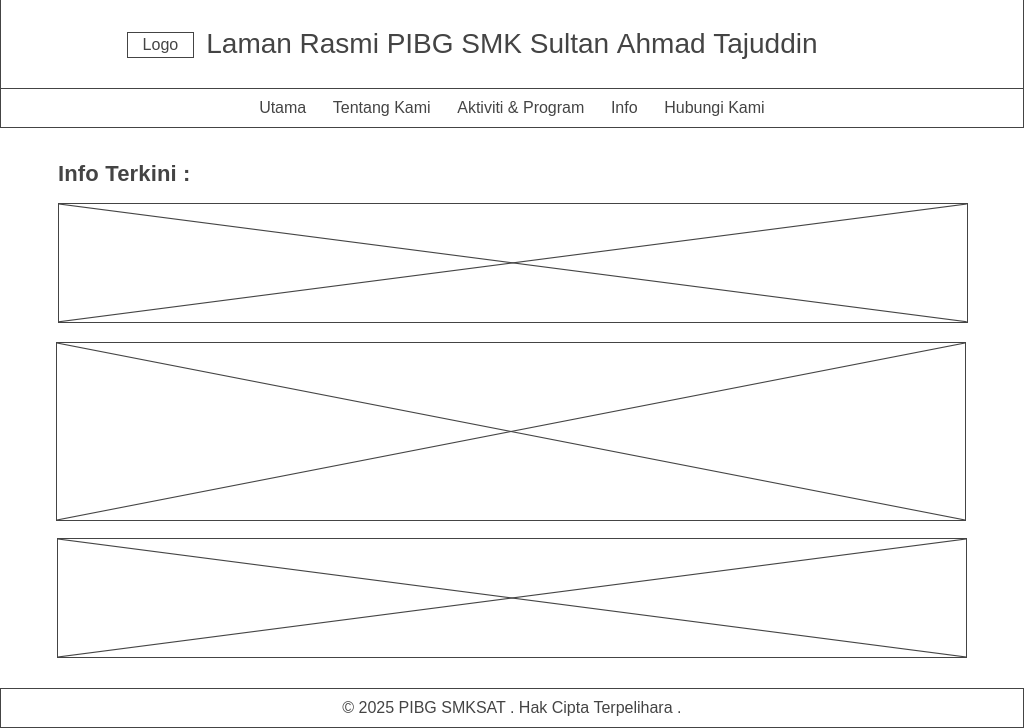 Logo
Laman Rasmi PIBG SMK Sultan Ahmad Tajuddin
Utama Tentang Kami Aktiviti & Program Info Hubungi Kami
Info Terkini :
© 2025 PIBG SMKSAT . Hak Cipta Terpelihara .